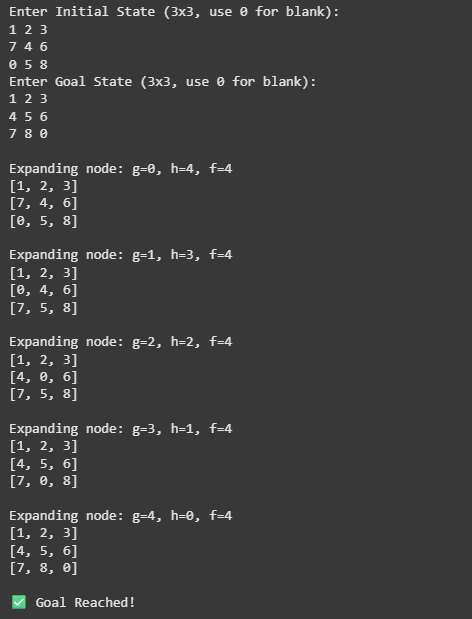 Enter Initial State (3x3, use 0 for blank):
1 2 3
7 4 6
0 5 8
Enter Goal State (3x3, use 0 for blank):
1 2 3
4 5 6
7 8 0
Expanding node: g=0, h=4, f=4
[1, 2, 3]
[7, 4, 6]
[0, 5, 8]
Expanding node: g=1, h=3, f=4
[1, 2, 3]
[0, 4, 6]
[7, 5, 8]
Expanding node: g=2, h=2, f=4
[1, 2, 3]
[4, 0, 6]
[7, 5, 8]
Expanding node: g=3, h=1, f=4
[1, 2, 3]
[4, 5, 6]
[7, 0, 8]
Expanding node: g=4, h=0, f=4
[1, 2, 3]
[4, 5, 6]
[7, 8, 0]
✅ Goal Reached!